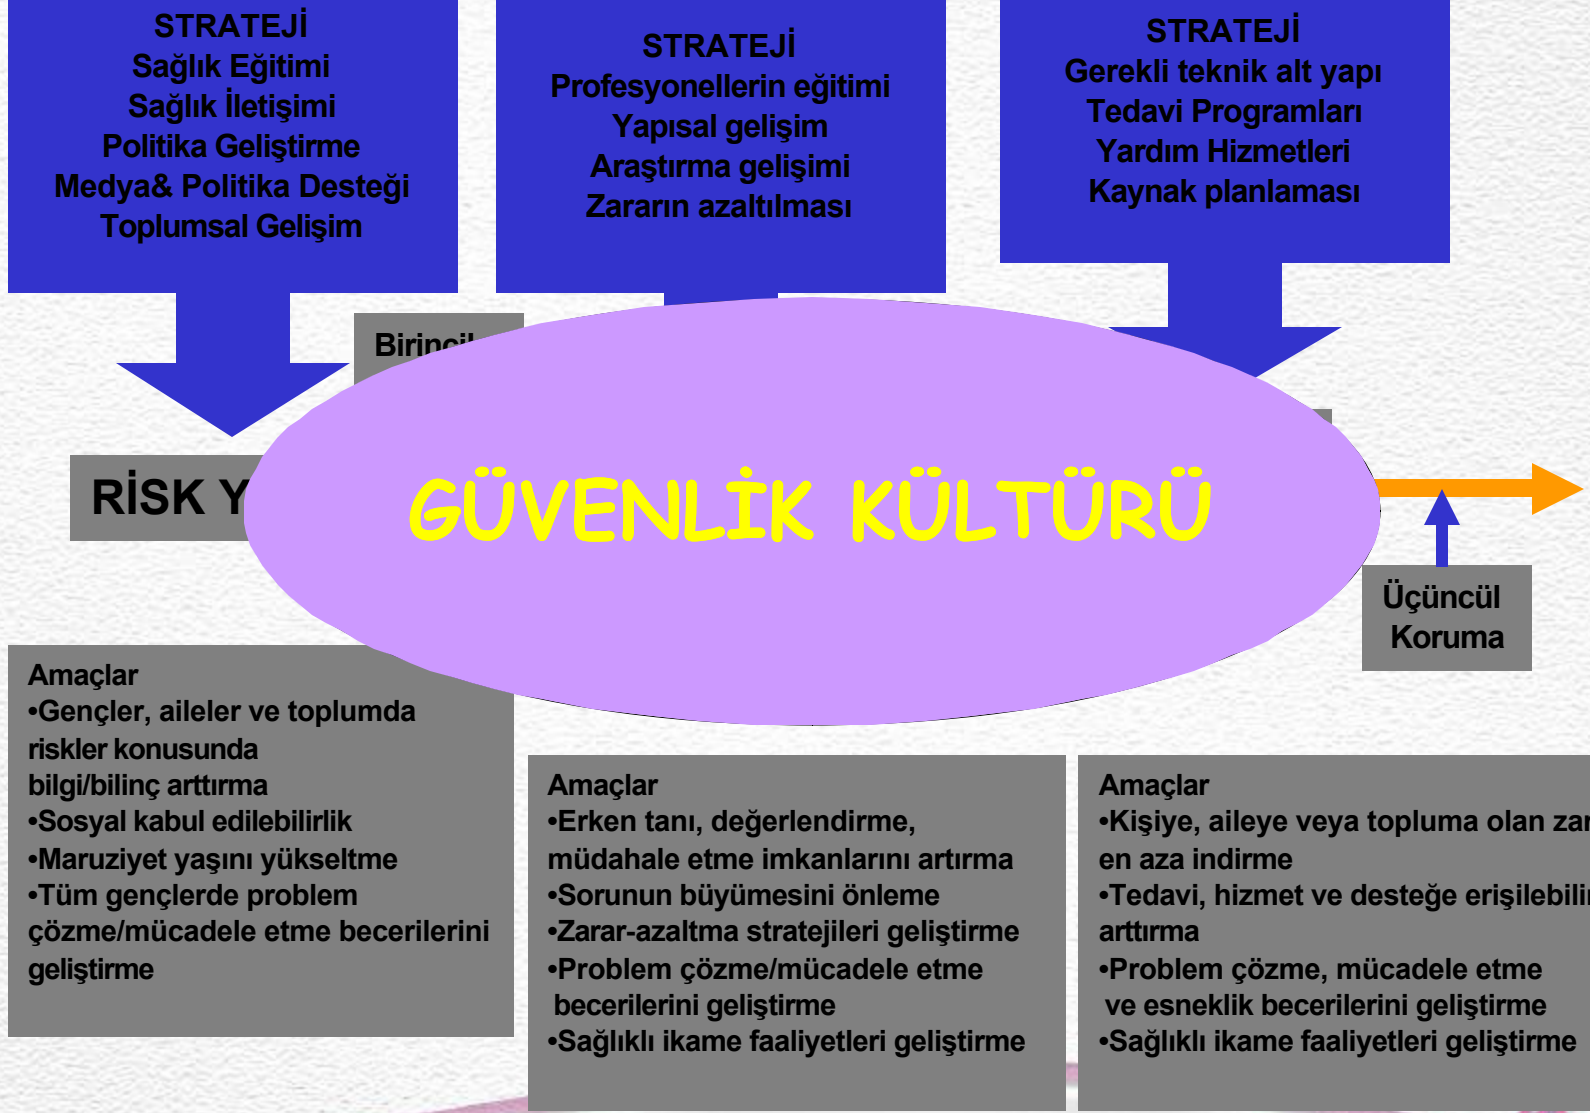 STRATEJİ
Sağlık Eğitimi
Sağlık İletişimi
Politika Geliştirme
Medya& Politika Desteği
Toplumsal Gelişim
STRATEJİ
Profesyonellerin eğitimi
Yapısal gelişim
Araştırma gelişimi
Zararın azaltılması
STRATEJİ
Gerekli teknik alt yapı
Tedavi Programları
Yardım Hizmetleri
Kaynak planlaması
RİSK
GÜVENLİK KÜLTÜRÜ
Üçüncül
Koruma
Amaçlar
•Gençler, aileler ve toplumda
riskler konusunda
bilgi/bilinç arttırma
•Sosyal kabul edilebilirlik
•Maruziyet yaşını yükseltme
•Tüm gençlerde problem
çözme/mücadele etme becerilerini
geliştirme
Amaçlar
•Erken tanı, değerlendirme,
müdahale etme imkanlarını artırma
•Sorunun büyümesini önleme
•Zarar-azaltma stratejileri geliştirme
•Problem çözme/mücadele etme
becerilerini geliştirme
•Sağlıklı ikame faaliyetleri geliştirme
Amaçlar
•Kişiye, aileye veya topluma olan
en aza indirme
•Tedavi, hizmet ve desteğe
arttırma
•Problem çözme, mücadele etme
ve esneklik becerilerini geliştirme
•Sağlıklı ikame faaliyetleri geliştirme